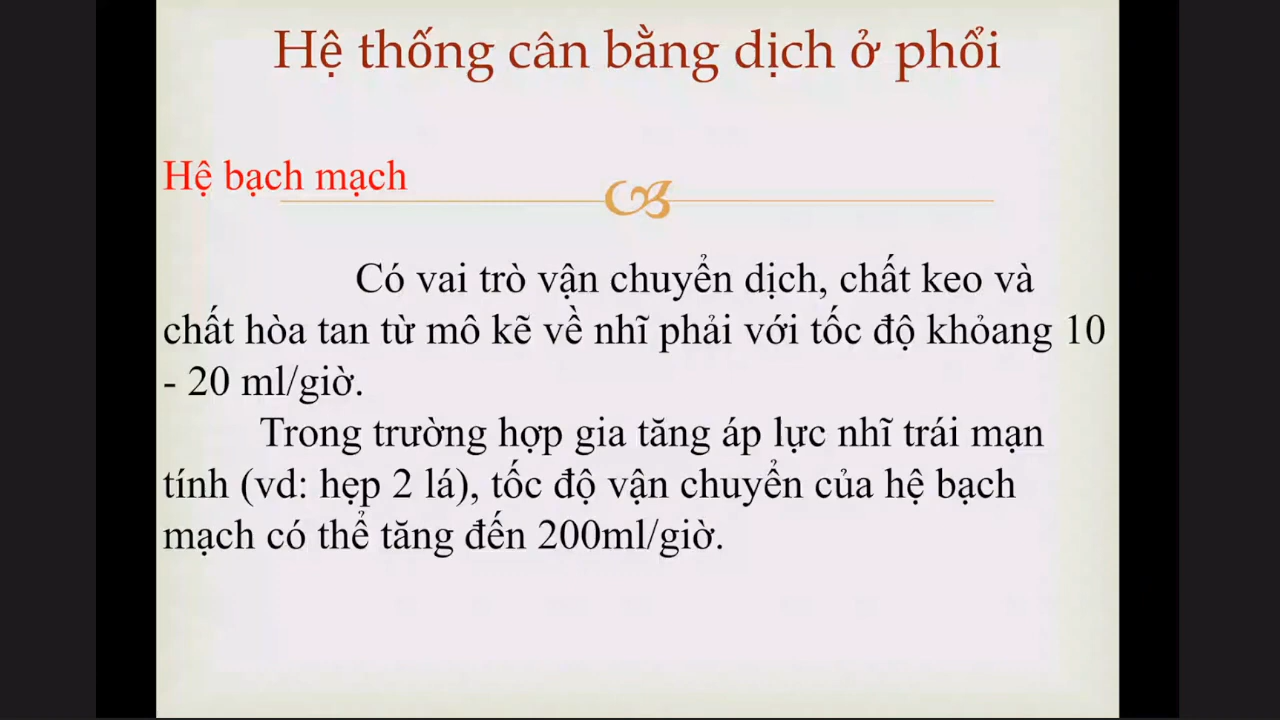 Hệ thống cân bằng dịch ở phổi
Hệ bạch mạch
Có vai trò vận chuyển dịch, chất keo và
chất hòa tan từ mô kẽ về nhĩ phải với tốc độ khỏang 10
- 20 ml/giờ.
Trong trường hợp gia tăng áp lực nhĩ trái mạn
tính (vd: hẹp 2 lá), tốc độ vận chuyển của hệ bạch
mạch có thể tăng đến 200ml/giờ.